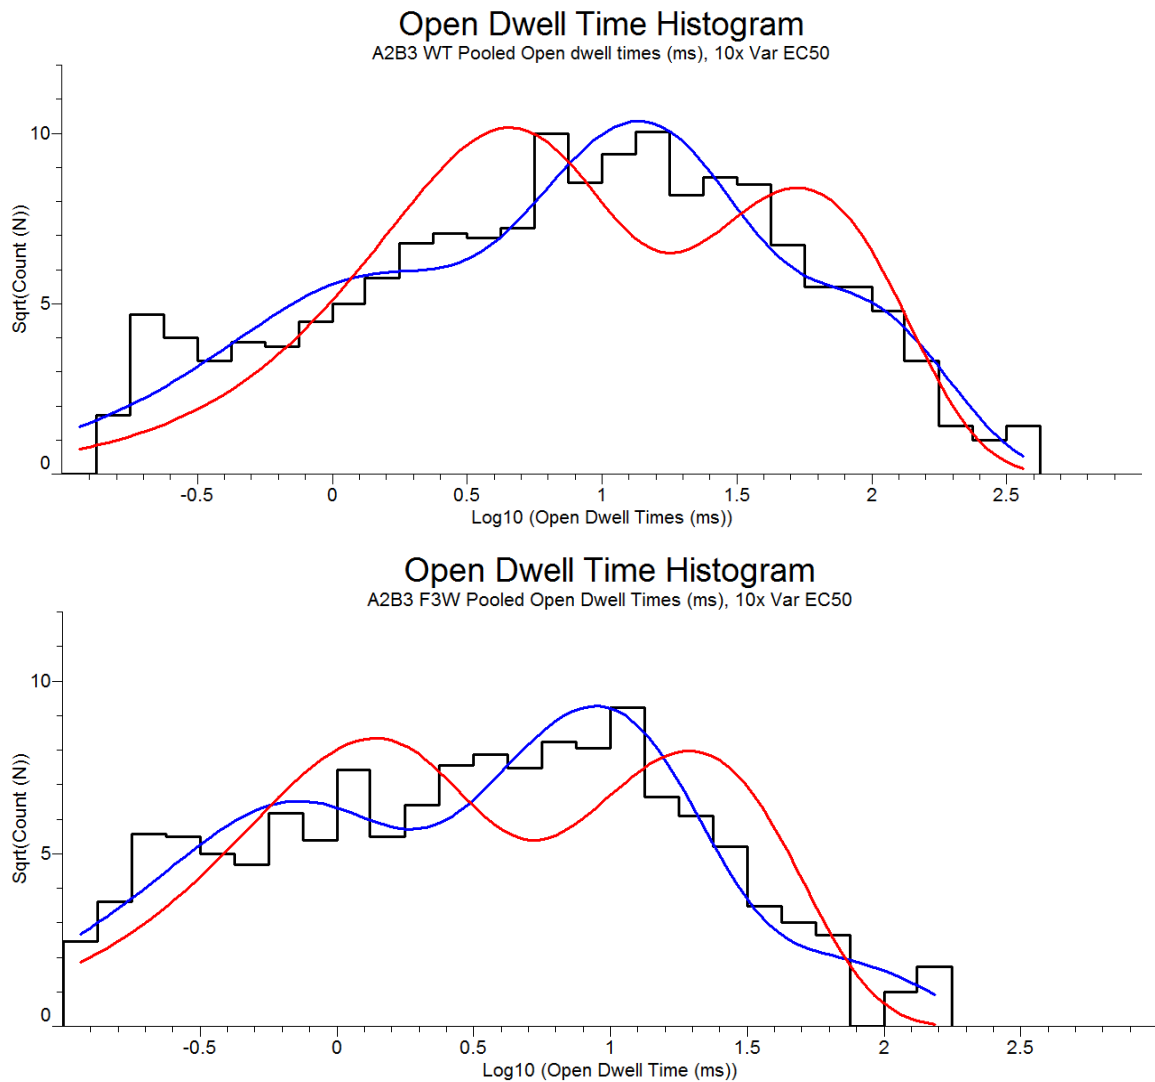 Open Dwell Time Histogram
A2B3 WT Pooled Open dwell times (ms), 10x Var EC50
10
5
0
Sqrt(Count (N))
-0.5 0 0.5 1 1.5 2 2.5
Log10 (Open Dwell Times (ms))
Open Dwell Time Histogram
A2B3 F3W Pooled Open Dwell Times (ms), 10x Var EC50
10
5
0
Sqrt(Count (N))
-0.5 0 0.5 1 1.5 2 2.5
Log10 (Open Dwell Time (ms))